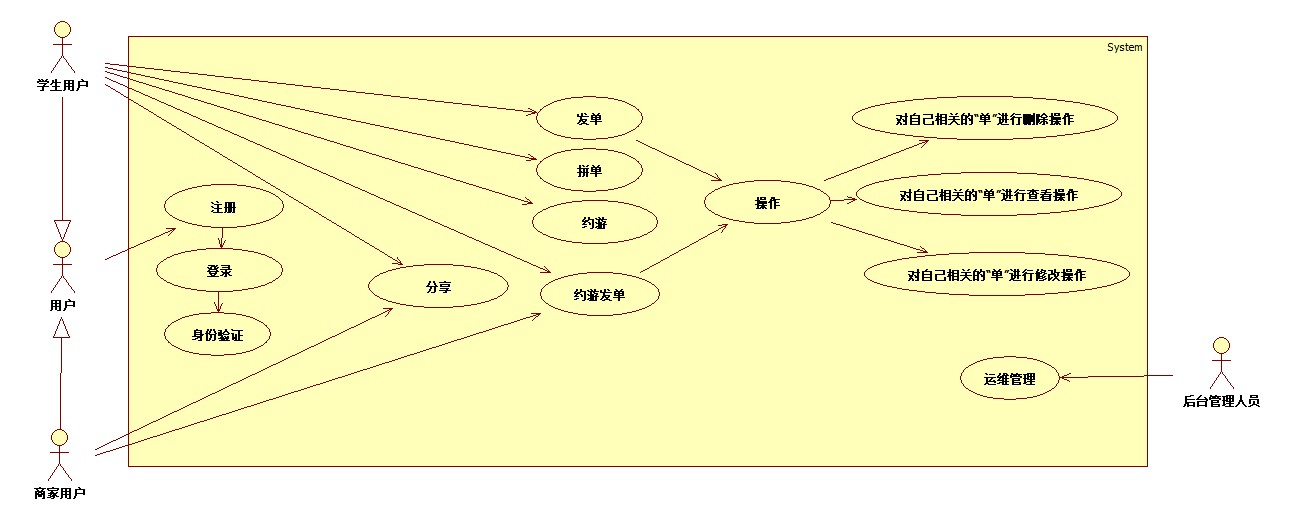 System
学生用户
发单
对自己相关的“单”进行删除操作
拼单
对自己相关的“单”进行查看操作
操作
注册
约游
登录
对自己相关的“单”进行修改操作
分享
约游发单
用户
身份验证
运维管理
后台管理人员
商家用户